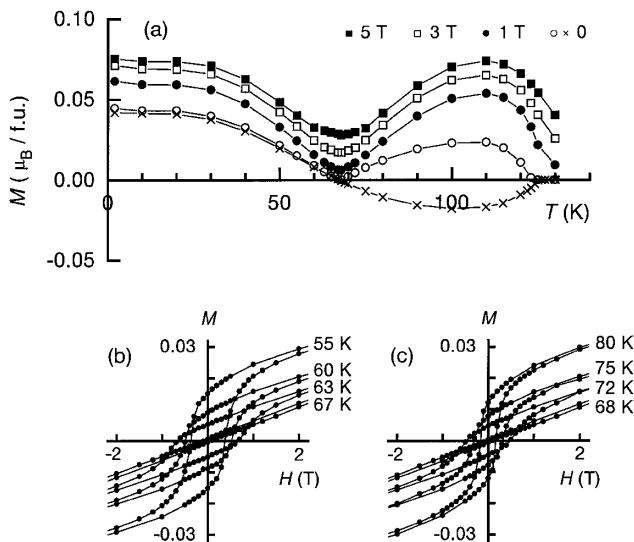 (a)
■ 5 T □ 3 T ● 1 T ○ × 0
0.10
0.05
0.00
-0.05
M ( μB / f.u.)
0 50 100
T (K)
(b)
M
0.03
55 K
60 K
63 K
67 K
-2 2
H (T)
-0.03
(c)
M
0.03
80 K
75 K
72 K
68 K
-2 2
H (T)
-0.03